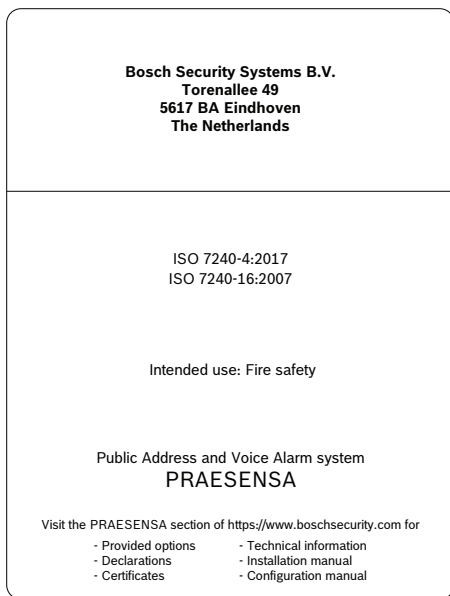 Bosch Security Systems B.V.
Torenallee 49
5617 BA Eindhoven
The Netherlands
ISO 7240-4:2017
ISO 7240-16:2007
Intended use: Fire safety
Public Address and Voice Alarm system
PRAESENSA
Visit the PRAESENSA section of https://www.boschsecurity.com for
- Provided options - Technical information
- Declarations - Installation manual
- Certificates - Configuration manual